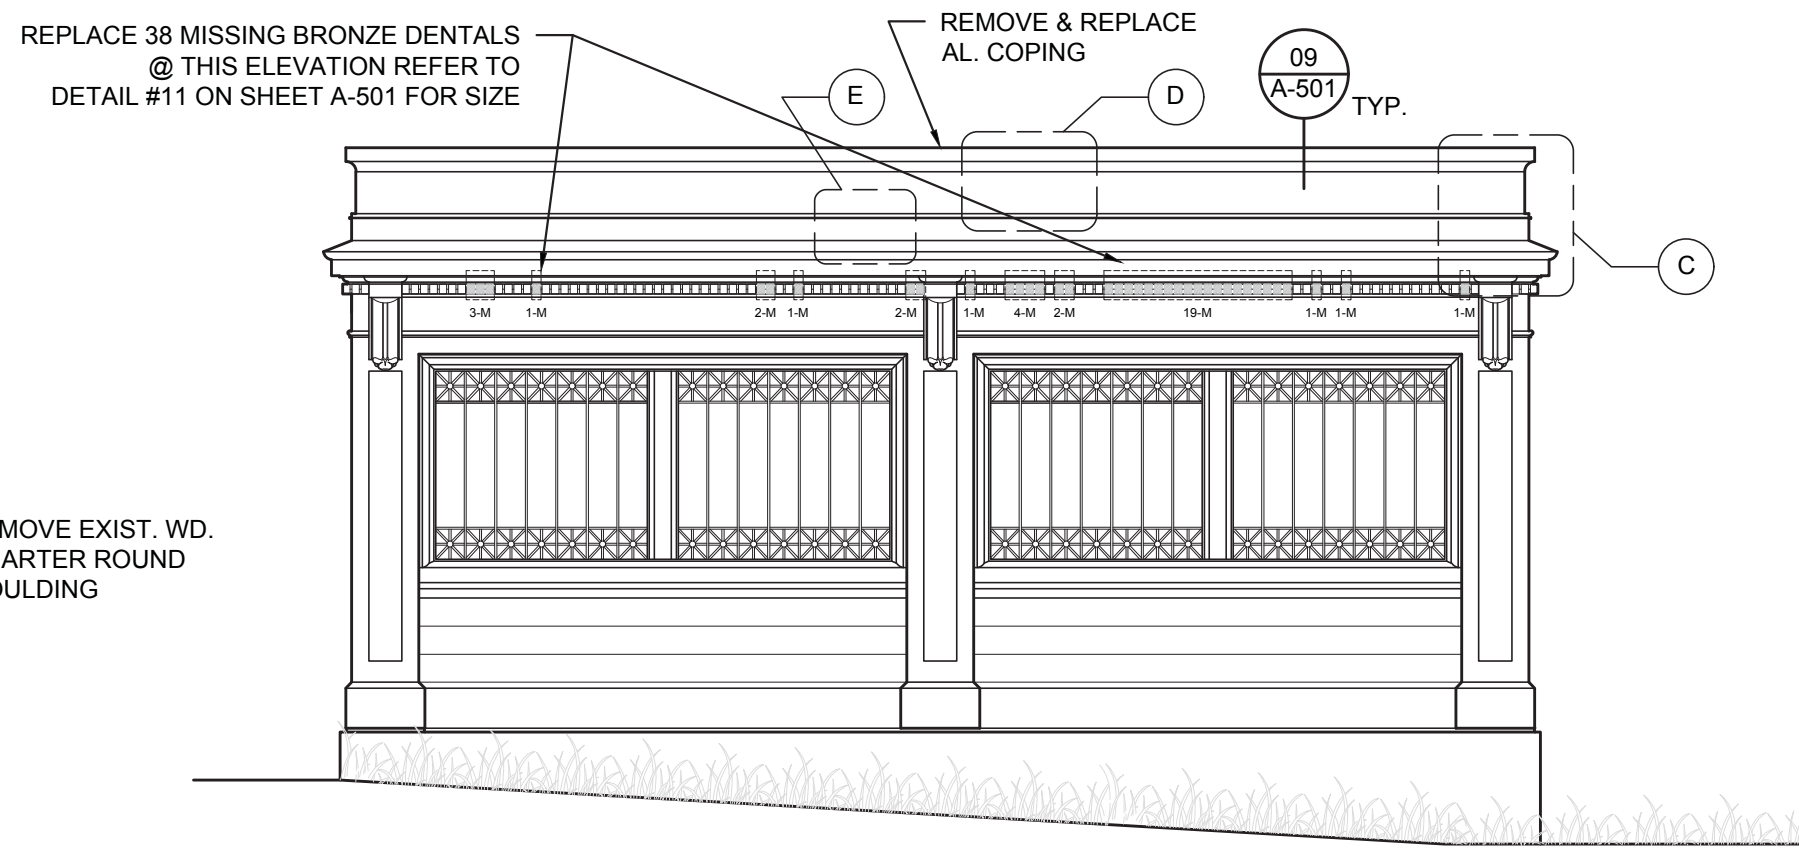 REPLACE 38 MISSING BRONZE DENTALS
@ THIS ELEVATION REFER TO
DETAIL #11 ON SHEET A-501 FOR SIZE
REMOVE & REPLACE
AL. COPING
E
D
09
A-501
TYP.
C
3-M
1-M
2-M
1-M
2-M
1-M
4-M
2-M
19-M
1-M
1-M
1-M
MOVE EXIST. WD.
ARTER ROUND
OULDING